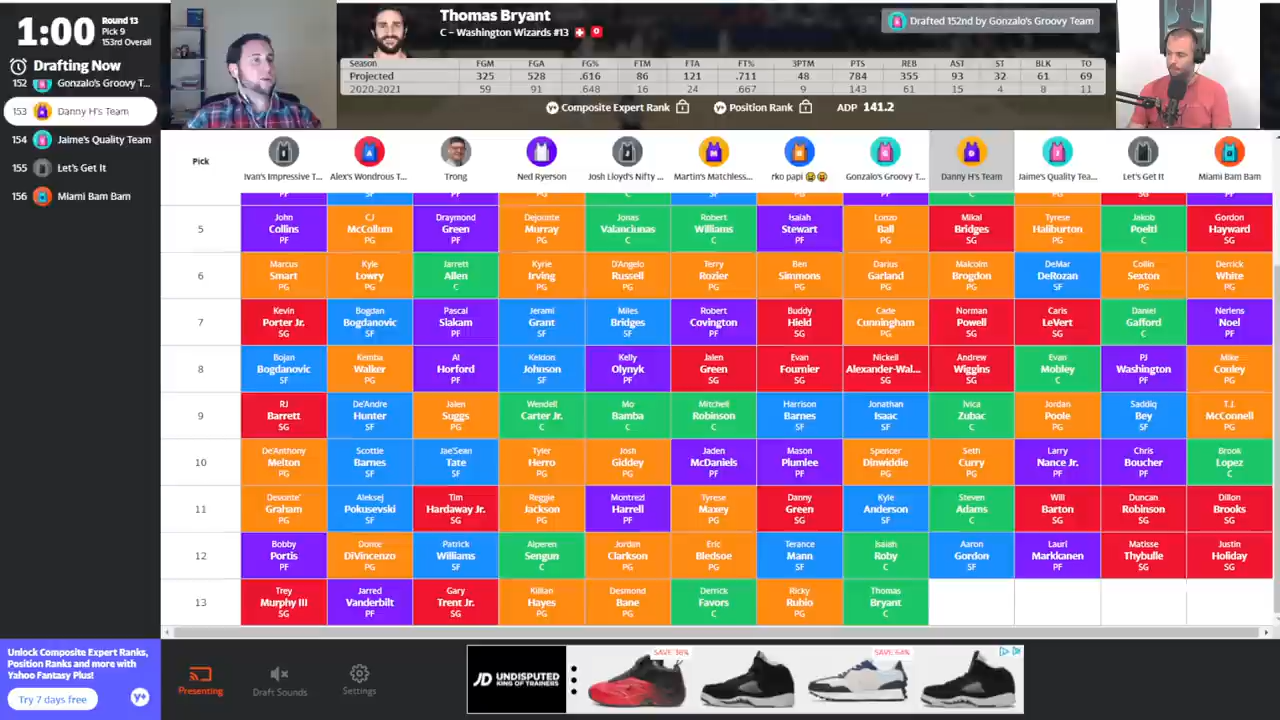 1:00
Round 13
Pick 9
153rd Overall
Drafting Now
152 Gonzalo's Groovy T...
153 Danny H's Team
154 Jaime's Quality Team
155 Let's Get It
156 Miami Bam Bam
Thomas Bryant
C – Washington Wizards #13
Drafted 152nd by Gonzalo's Groovy Team
Season FGM FGA FG% FTM FTA FT% 3PTM PTS REB AST ST BLK TO
Projected 325 528 .616 86 121 .711 48 784 355 93 32 61 69
2020-2021 59 91 .648 16 24 .667 9 143 61 15 4 8 11
Y+ Composite Expert Rank Y+ Position Rank ADP 141.2
Pick Ivan's Impressive T... Alex's Wondrous T... Trong Ned Ryerson Josh Lloyd's Nifty ... Martin's Matchless... rko papi 😢😛 Gonzalo's Groovy T... Danny H's Team Jaime's Quality Tea... Let's Get It Miami Bam Bam
PF SF PF PG C SF PG PF C PG SG PF
John CJ Draymond Dejounte Jonas Robert Isaiah Lonzo Mikal Tyrese Jakob Gordon
5 Collins McCollum Green Murray Valanciunas Williams Stewart Ball Bridges Haliburton Poeltl Hayward
PF PG PF PG C C PF PG SG PG C SG
Marcus Kyle Jarrett Kyrie D'Angelo Terry Ben Darius Malcolm DeMar Collin Derrick
6 Smart Lowry Allen Irving Russell Rozier Simmons Garland Brogdon DeRozan Sexton White
PG PG C PG PG PG PG PG PG SF PG PG
Kevin Bogdan Pascal Jerami Miles Robert Buddy Cade Norman Caris Daniel Nerlens
7 Porter Jr. Bogdanovic Siakam Grant Bridges Covington Hield Cunningham Powell LeVert Gafford Noel
SG SF PF SF SF PF SG PG SG SG C PF
Bojan Kemba Al Keldon Kelly Jalen Evan Nickeil Andrew Evan PJ Mike
8 Bogdanovic Walker Horford Johnson Olynyk Green Fournier Alexander-Wal... Wiggins Mobley Washington Conley
SF PG PF SF PF SG SG SG SG C PF PG
RJ De'Andre Jalen Wendell Mo Mitchell Harrison Jonathan Ivica Jordan Saddiq T.J.
9 Barrett Hunter Suggs Carter Jr. Bamba Robinson Barnes Isaac Zubac Poole Bey McConnell
SG SF PG C C C SF SF C PG SF PG
De'Anthony Scottie Jae'Sean Tyler Josh Jaden Mason Spencer Seth Larry Chris Brook
10 Melton Barnes Tate Herro Giddey McDaniels Plumlee Dinwiddie Curry Nance Jr. Boucher Lopez
PG SF SF PG PG PF PF PG PG PF PF C
Devonte' Aleksej Tim Reggie Montrezl Tyrese Danny Kyle Steven Will Duncan Dillon
11 Graham Pokusevski Hardaway Jr. Jackson Harrell Maxey Green Anderson Adams Barton Robinson Brooks
PG SF SG PG PF PG SG SF C SG SG SG
Bobby Donte Patrick Alperen Jordan Eric Terance Isaiah Aaron Lauri Matisse Justin
12 Portis DiVincenzo Williams Sengun Clarkson Bledsoe Mann Roby Gordon Markkanen Thybulle Holiday
PF PG SF C PG PG SF C SF PF SG SG
Trey Jarred Gary Killian Desmond Derrick Ricky Thomas
13 Murphy III Vanderbilt Trent Jr. Hayes Bane Favors Rubio Bryant
SG PF SG PG PG C PG C
Unlock Composite Expert Ranks,
Position Ranks and more with
Yahoo Fantasy Plus!
Try 7 days free
Y+
Presenting
Draft Sounds
Settings
JD UNDISPUTED
KING OF TRAINERS
SAVE 36%
SAVE 64%